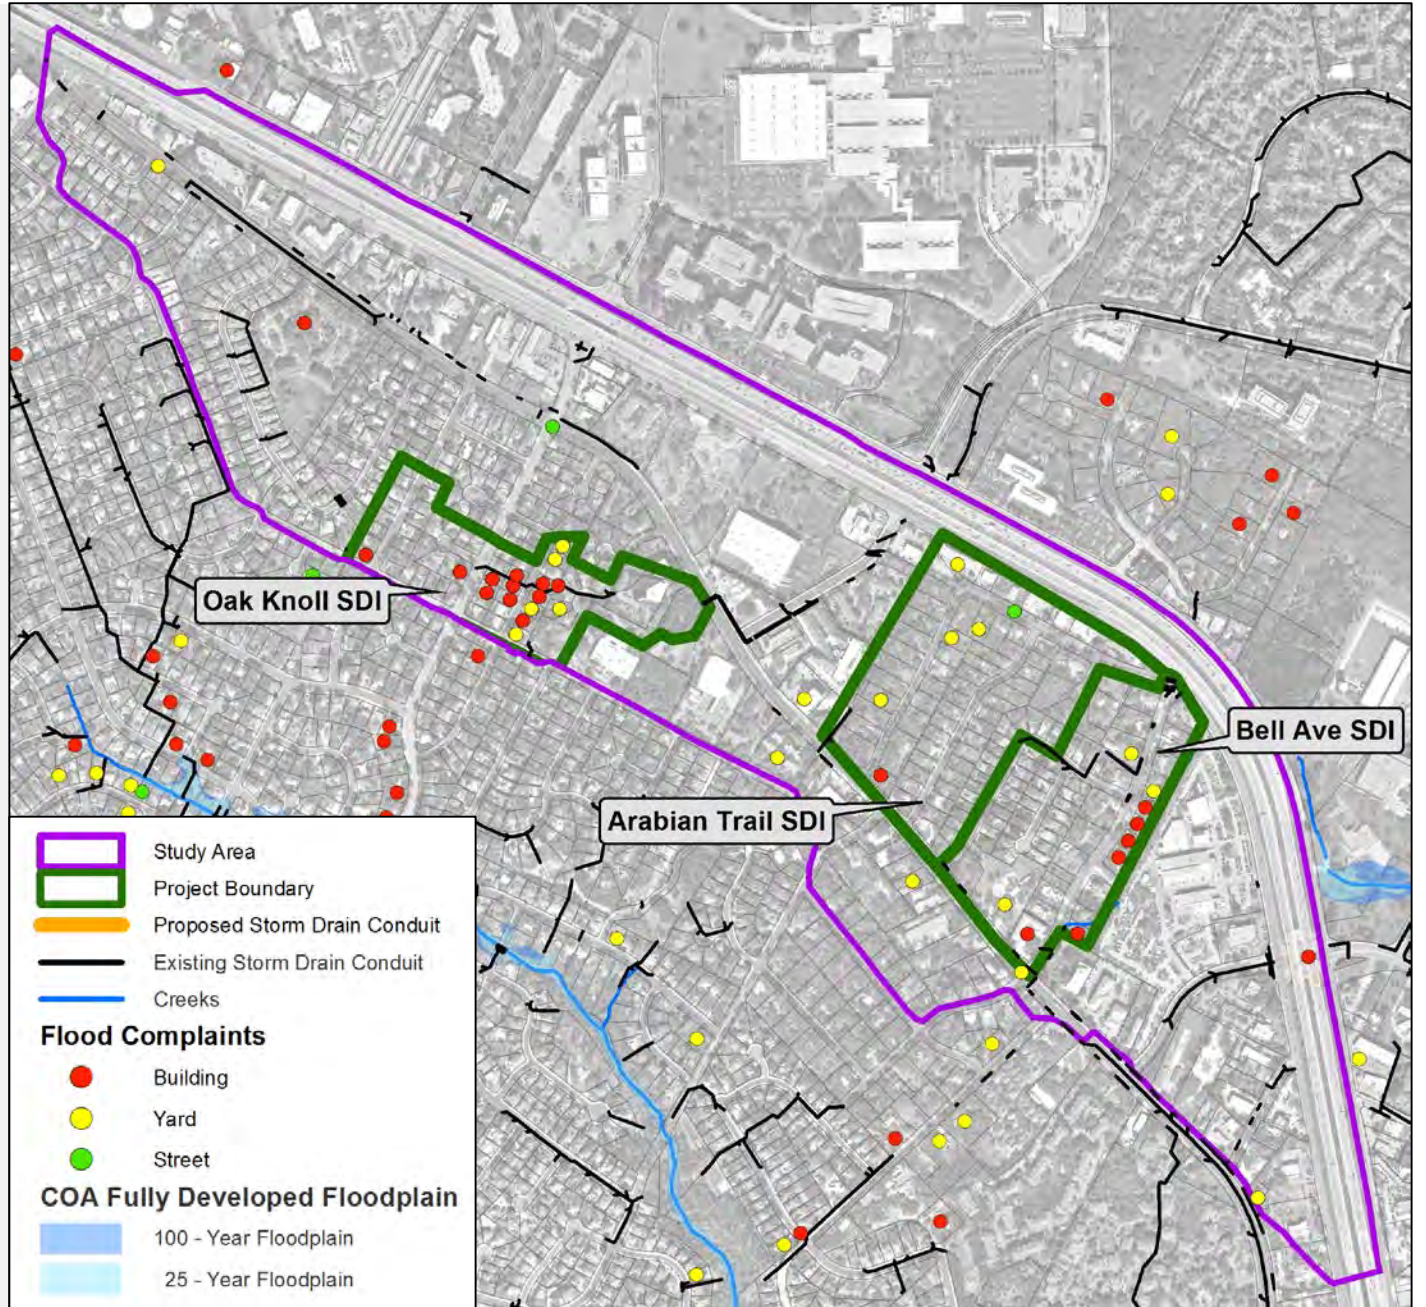 Oak Knoll SDI
Bell Ave SDI
Arabian Trail SDI
Study Area
Project Boundary
Proposed Storm Drain Conduit
Existing Storm Drain Conduit
Creeks
Flood Complaints
Building
Yard
Street
COA Fully Developed Floodplain
100 - Year Floodplain
25 - Year Floodplain